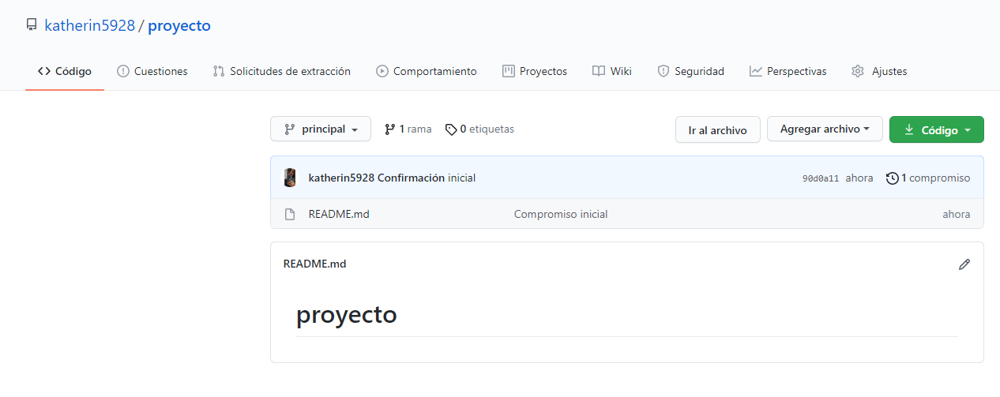 katherin5928 / proyecto
Código Cuestiones Solicitudes de extracción Comportamiento Proyectos Wiki Seguridad Perspectivas Ajustes
principal 1 rama 0 etiquetas Ir al archivo Agregar archivo Código
katherin5928 Confirmación inicial 90d0a11 ahora 1 compromiso
README.md Compromiso inicial ahora
README.md
proyecto